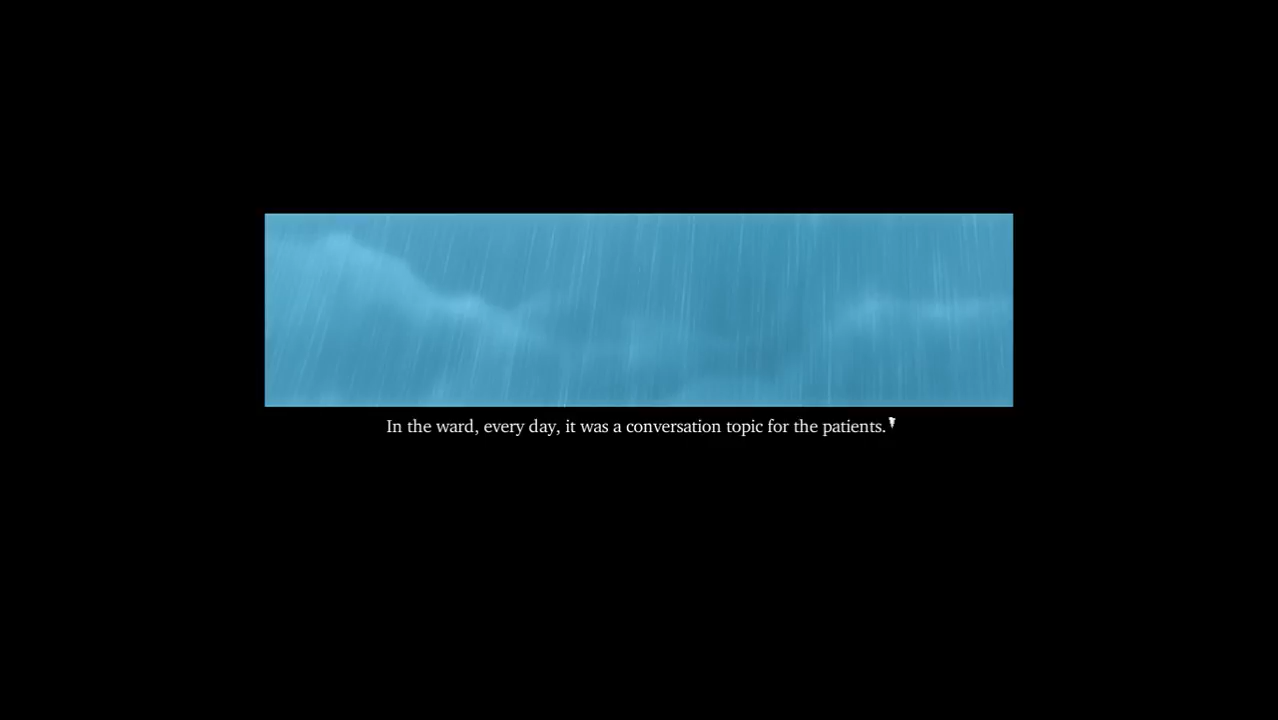 In the ward, every day, it was a conversation topic for the patients.